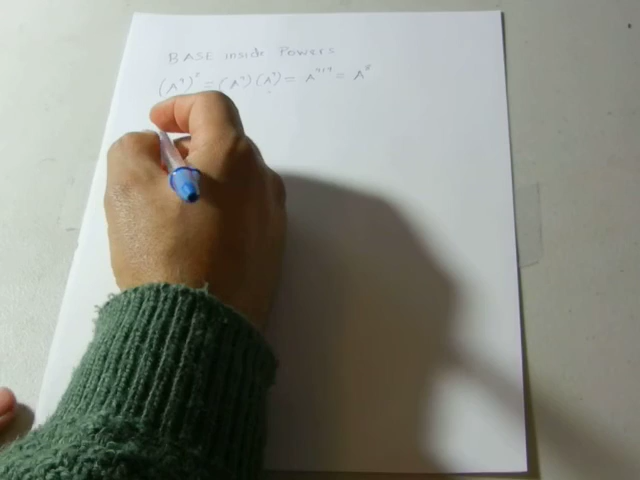 BASE inside Powers
(A⁴)² = (A⁴)(A⁴) = A⁴⁺⁴ = A⁸